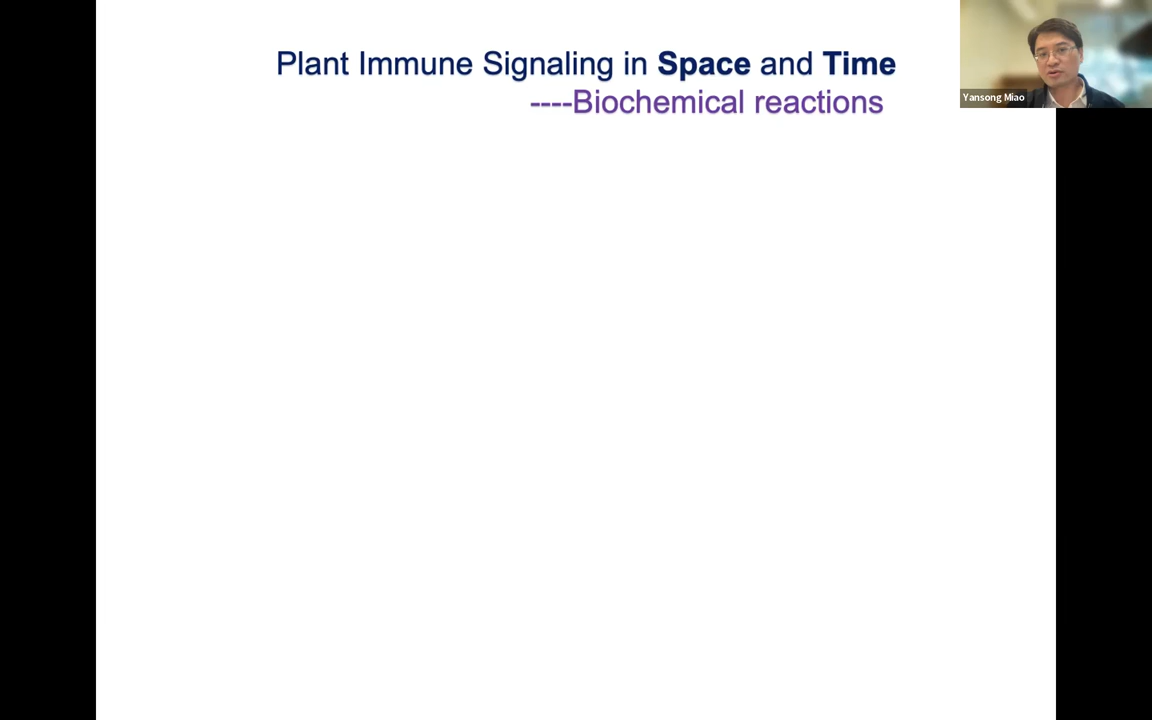 Plant Immune Signaling in Space and Time
----Biochemical reactions
Yansong Miao